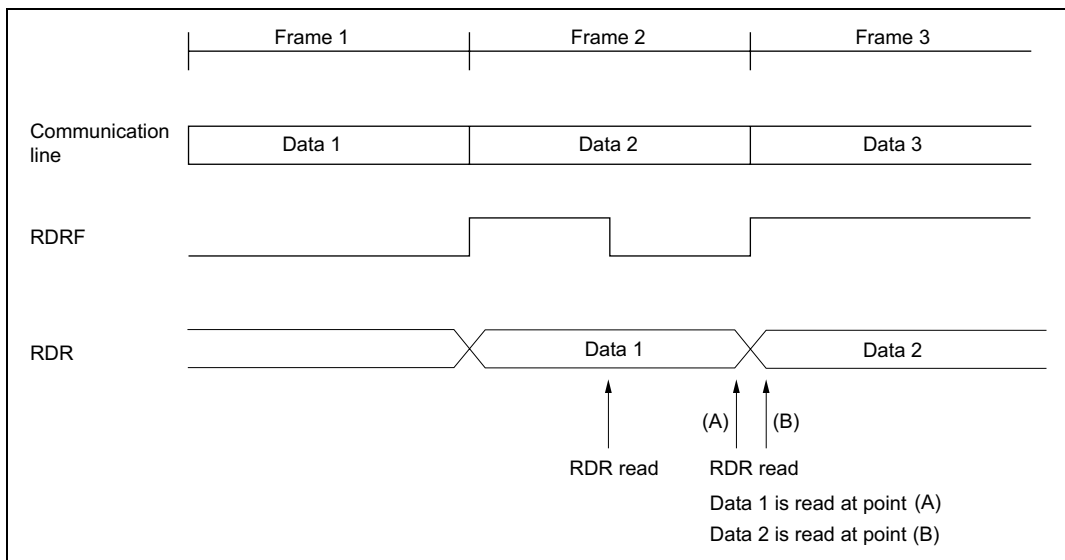 Frame 1 Frame 2 Frame 3
Communication
line
Data 1 Data 2 Data 3
RDRF
RDR
Data 1 Data 2
(A) (B)
RDR read RDR read
Data 1 is read at point (A)
Data 2 is read at point (B)